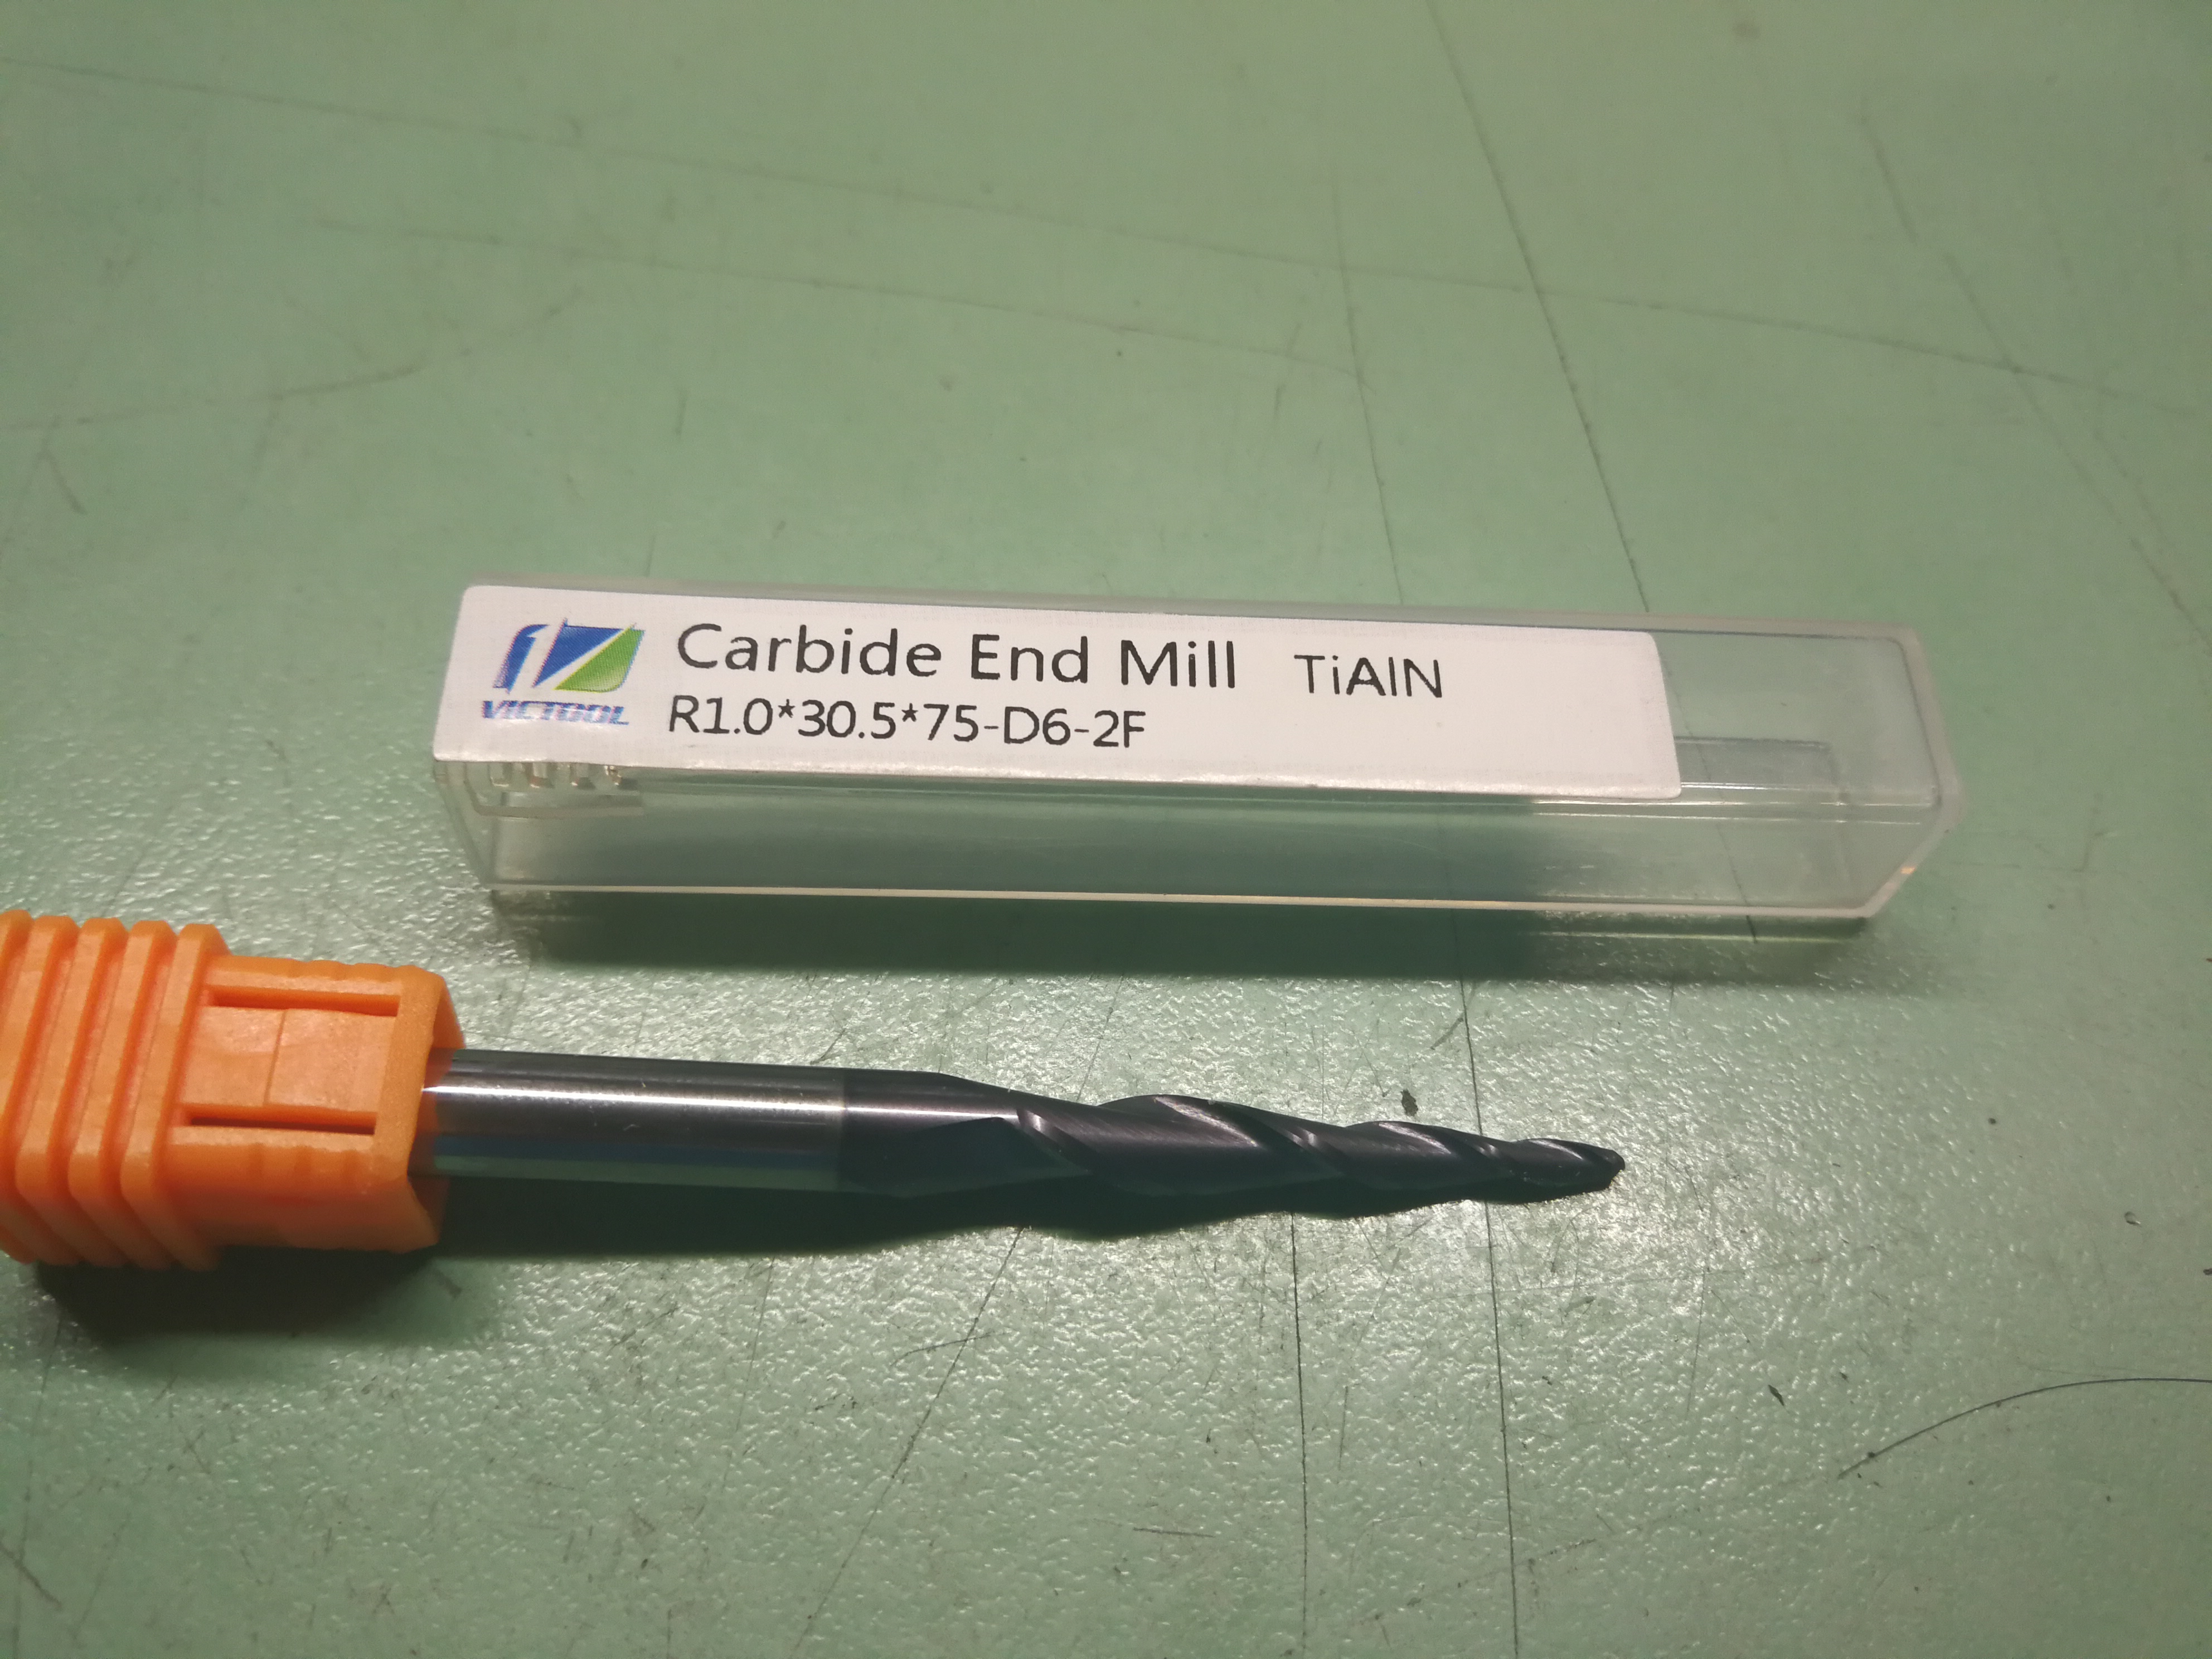 Carbide End Mill TiAlN
VICTOOL
R1.0*30.5*75-D6-2F